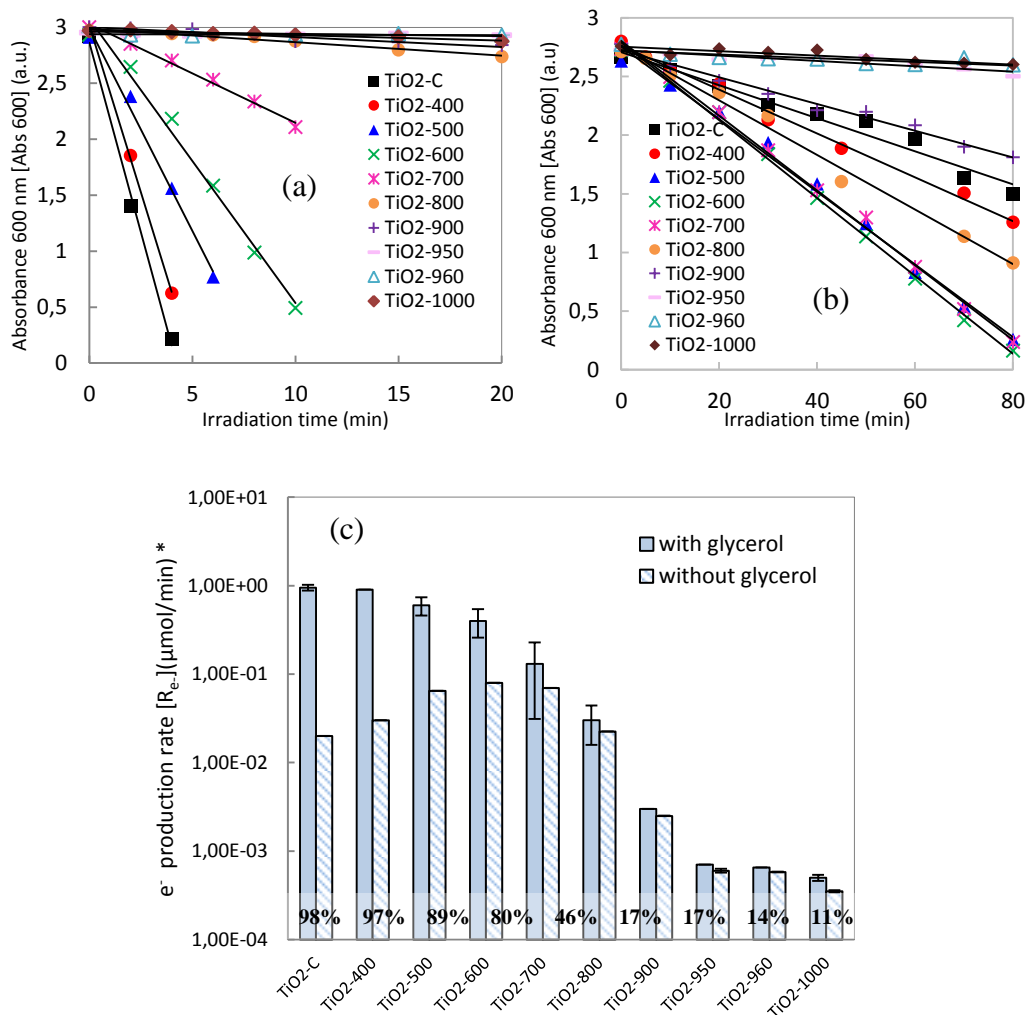 Absorbance 600 nm [Abs 600] (a.u)
3
2,5
2
1,5
1
0,5
0
0
5
10
15
20
Irradiation time (min)
(a)
TiO2-C
TiO2-400
TiO2-500
TiO2-600
TiO2-700
TiO2-800
TiO2-900
TiO2-950
TiO2-960
TiO2-1000
Absorbance 600 nm [Abs 600] (a.u)
3
2,5
2
1,5
1
0,5
0
0
20
40
60
80
Irradiation time (min)
(b)
TiO2-C
TiO2-400
TiO2-500
TiO2-600
TiO2-700
TiO2-800
TiO2-900
TiO2-950
TiO2-960
TiO2-1000
(c)
with glycerol
without glycerol
e⁻ production rate [Re-](µmol/min) *
1,00E+01
1,00E+00
1,00E-01
1,00E-02
1,00E-03
1,00E-04
98% 97% 89% 80% 46% 17% 17% 14% 11%
TiO2-C
TiO2-400
TiO2-500
TiO2-600
TiO2-700
TiO2-800
TiO2-900
TiO2-950
TiO2-960
TiO2-1000